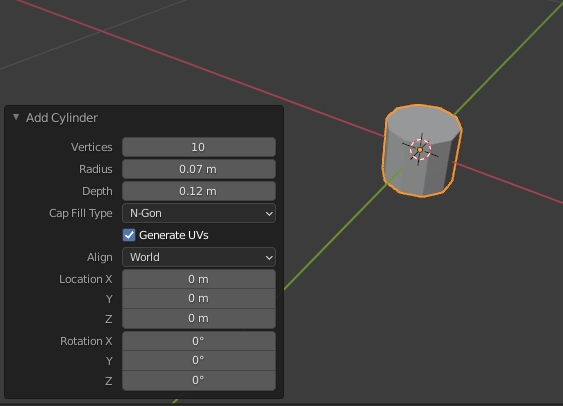 Add Cylinder
Vertices 10
Radius 0.07 m
Depth 0.12 m
Cap Fill Type N-Gon
Generate UVs
Align World
Location X 0 m
Y 0 m
Z 0 m
Rotation X 0°
Y 0°
Z 0°